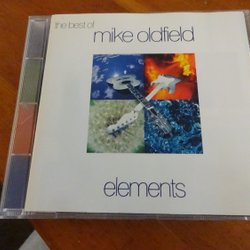 the best of
mike oldfield
elements